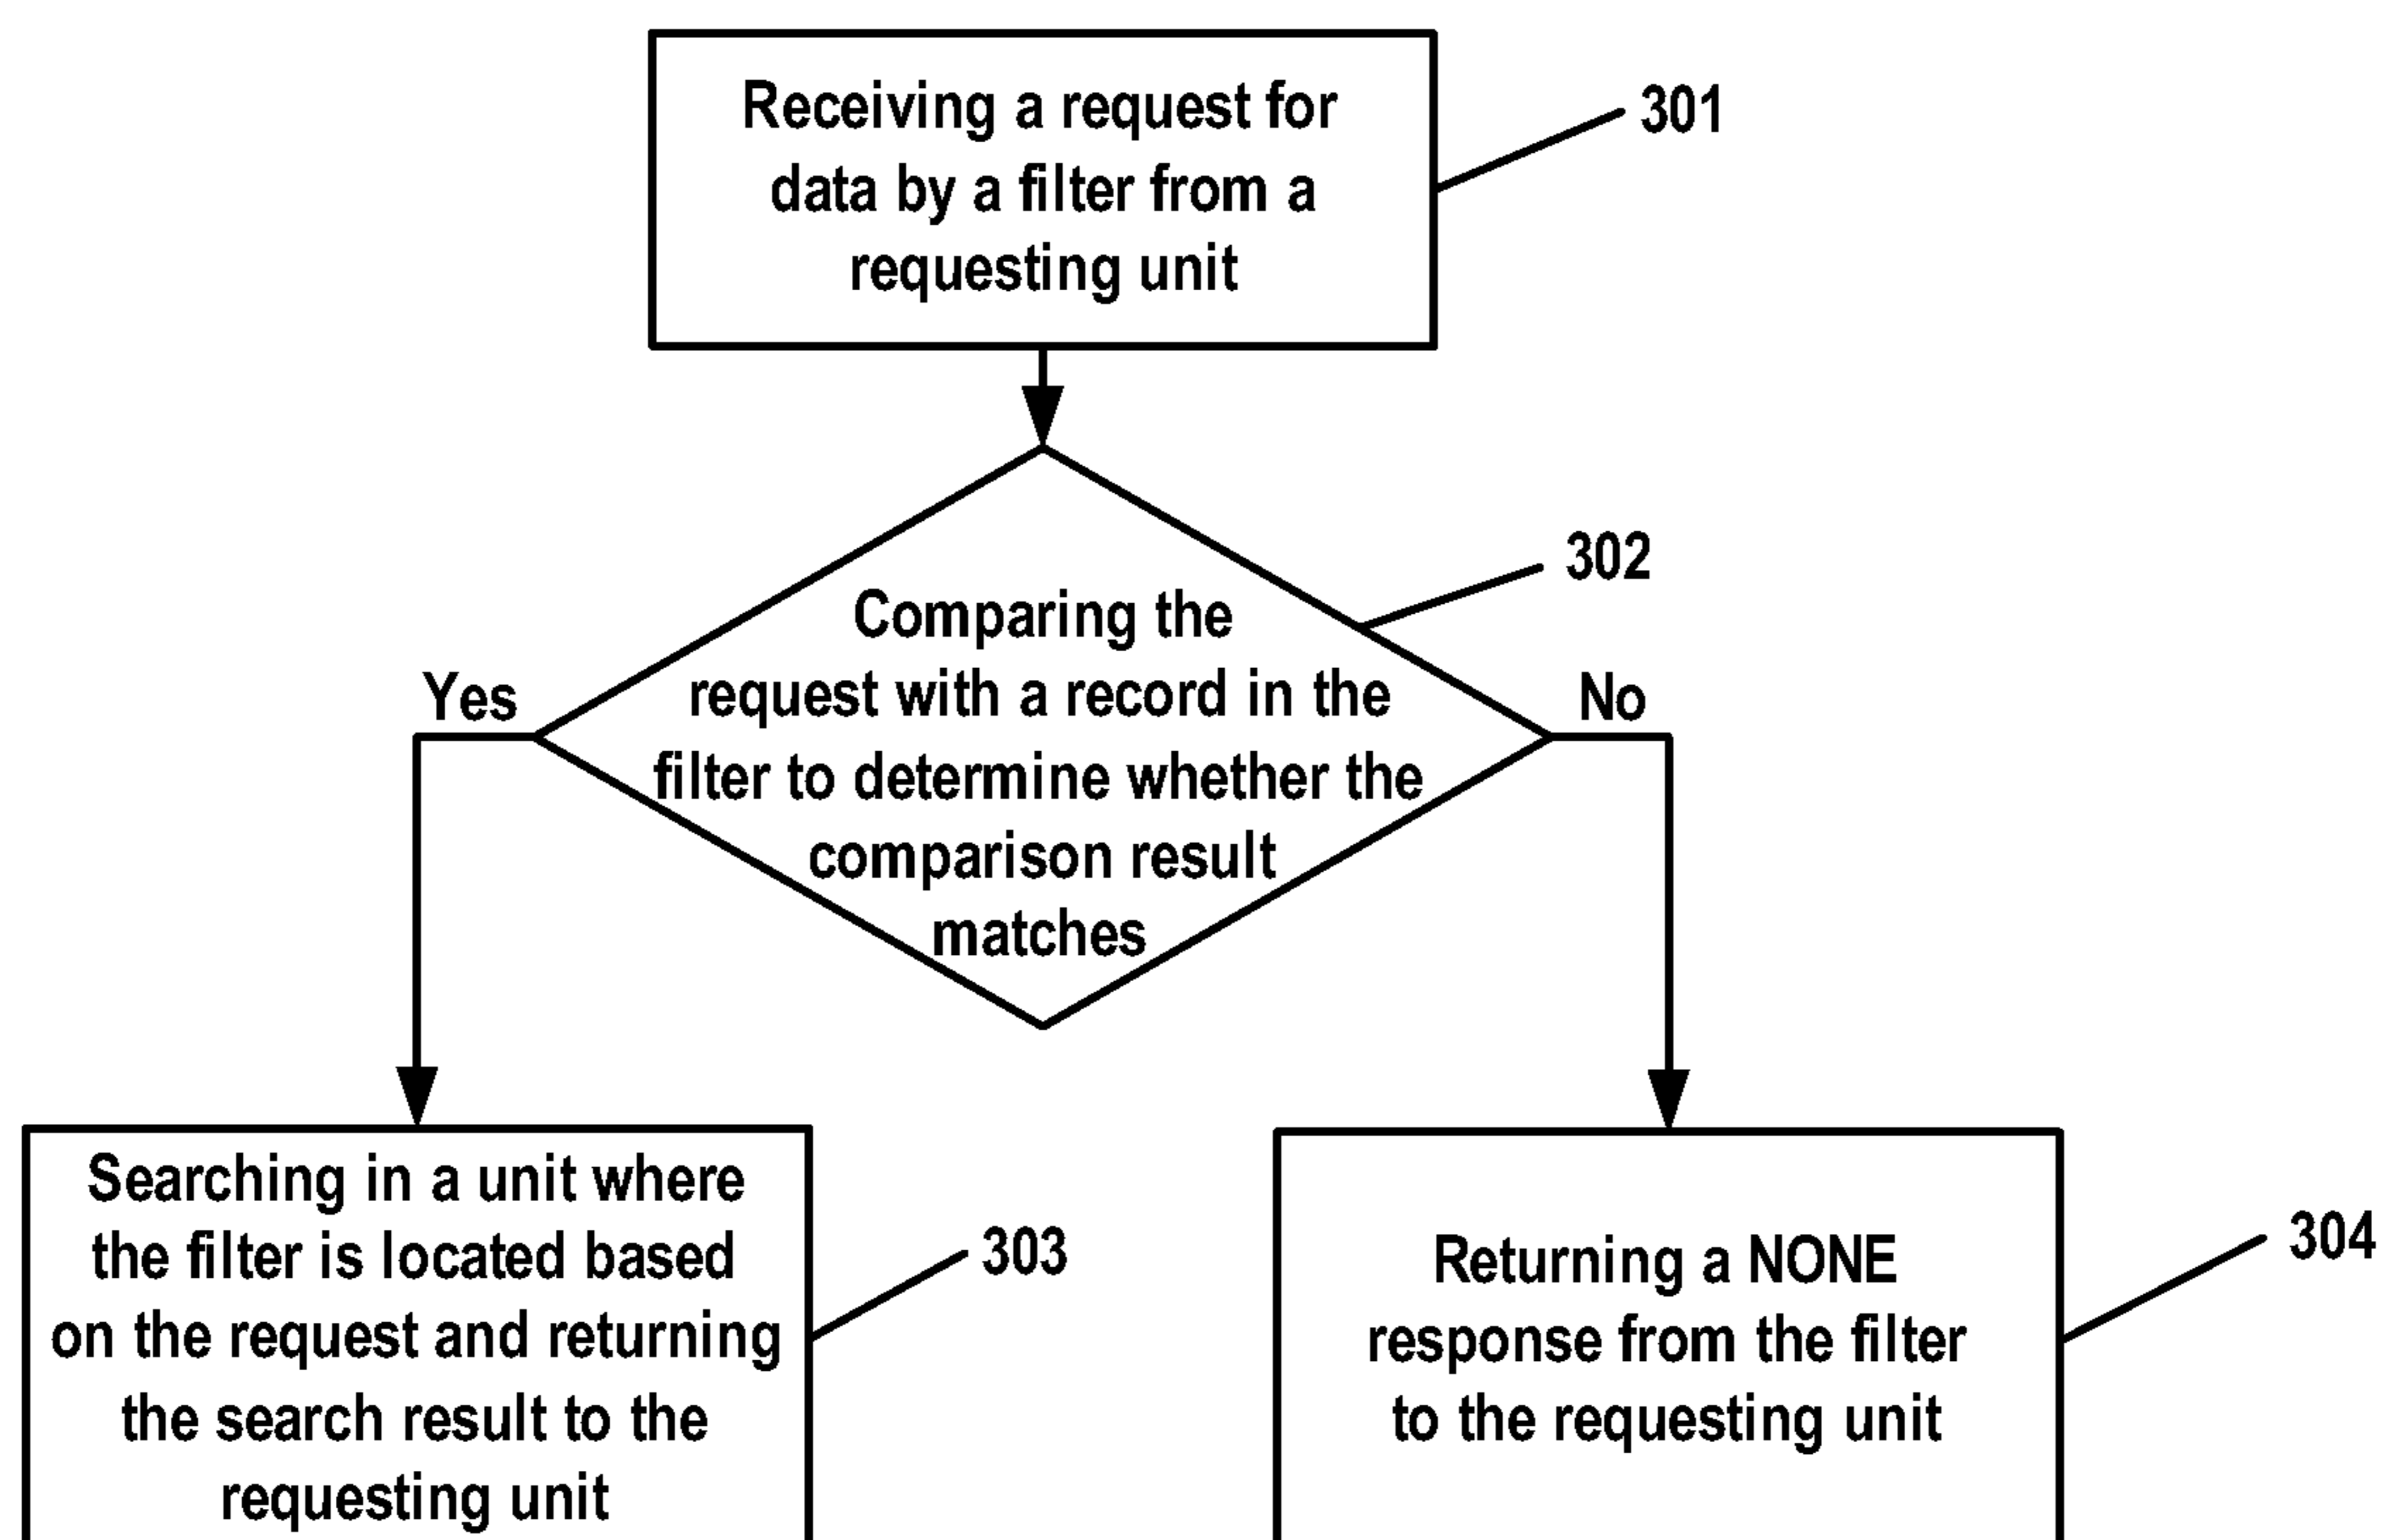 Receiving a request for
data by a filter from a
requesting unit
301
302
Comparing the
request with a record in the
filter to determine whether the
comparison result
matches
Yes
No
Searching in a unit where
the filter is located based
on the request and returning
the search result to the
requesting unit
303
Returning a NONE
response from the filter
to the requesting unit
304